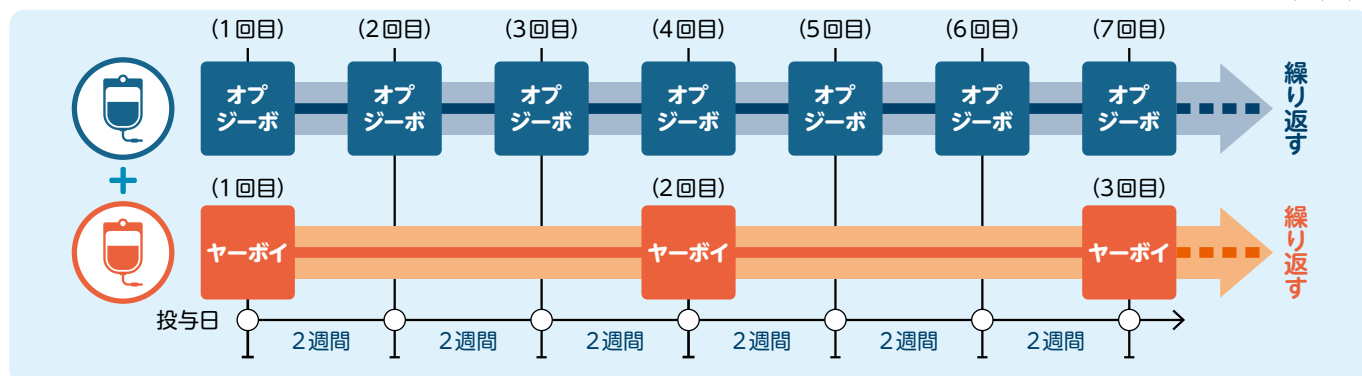 (1回目) (2回目) (3回目) (4回目) (5回目) (6回目) (7回目)
オプ
ジーボ
オプ
ジーボ
オプ
ジーボ
オプ
ジーボ
オプ
ジーボ
オプ
ジーボ
オプ
ジーボ
繰り返す
+
(1回目) (2回目) (3回目)
ヤーボイ ヤーボイ ヤーボイ
繰り返す
投与日
2週間 2週間 2週間 2週間 2週間 2週間